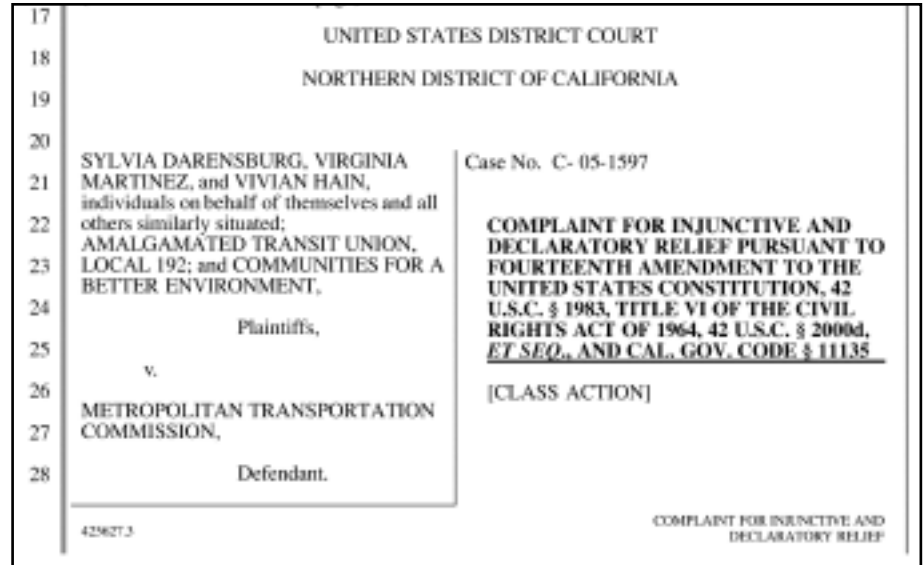 17
UNITED STATES DISTRICT COURT
18
NORTHERN DISTRICT OF CALIFORNIA
19
20
SYLVIA DARENSBURG, VIRGINIA
21 MARTINEZ, and VIVIAN HAIN,
individuals on behalf of themselves and all
22 others similarly situated;
AMALGAMATED TRANSIT UNION,
23 LOCAL 192; and COMMUNITIES FOR A
BETTER ENVIRONMENT,
24
Plaintiffs,
25
v.
26
METROPOLITAN TRANSPORTATION
27 COMMISSION,
28 Defendant.
Case No. C- 05-1597
COMPLAINT FOR INJUNCTIVE AND
DECLARATORY RELIEF PURSUANT TO
FOURTEENTH AMENDMENT TO THE
UNITED STATES CONSTITUTION, 42
U.S.C. § 1983, TITLE VI OF THE CIVIL
RIGHTS ACT OF 1964, 42 U.S.C. § 2000d,
ET SEQ., AND CAL. GOV. CODE § 11135
[CLASS ACTION]
425627.3
COMPLAINT FOR INJUNCTIVE AND
DECLARATORY RELIEF